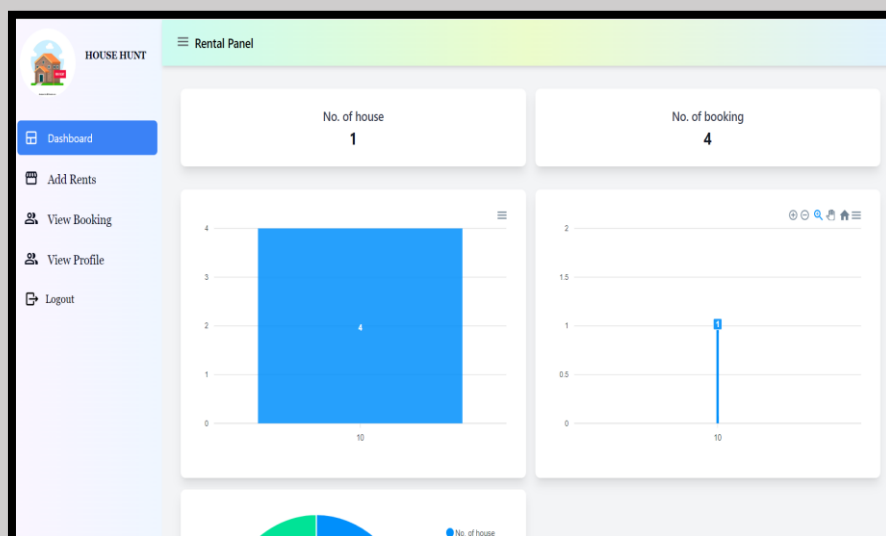 HOUSE HUNT
Rental Panel
Dashboard
Add Rents
View Booking
View Profile
Logout
No. of house
1
No. of booking
4
4
3
2
1
0
4
10
2
1.5
1
0.5
0
1
10
No. of house